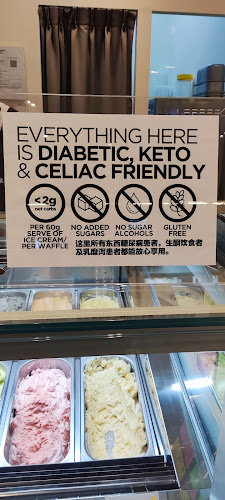 EVERYTHING HERE
IS DIABETIC, KETO
& CELIAC FRIENDLY
<2g
net carbs
PER 60g
SERVE OF
ICE CREAM/
PER WAFFLE
NO ADDED
SUGARS
NO SUGAR
ALCOHOLS
GLUTEN
FREE
这里所有东西糖尿病患者，生酮饮食者
及乳糜泻患者都能放心享用。